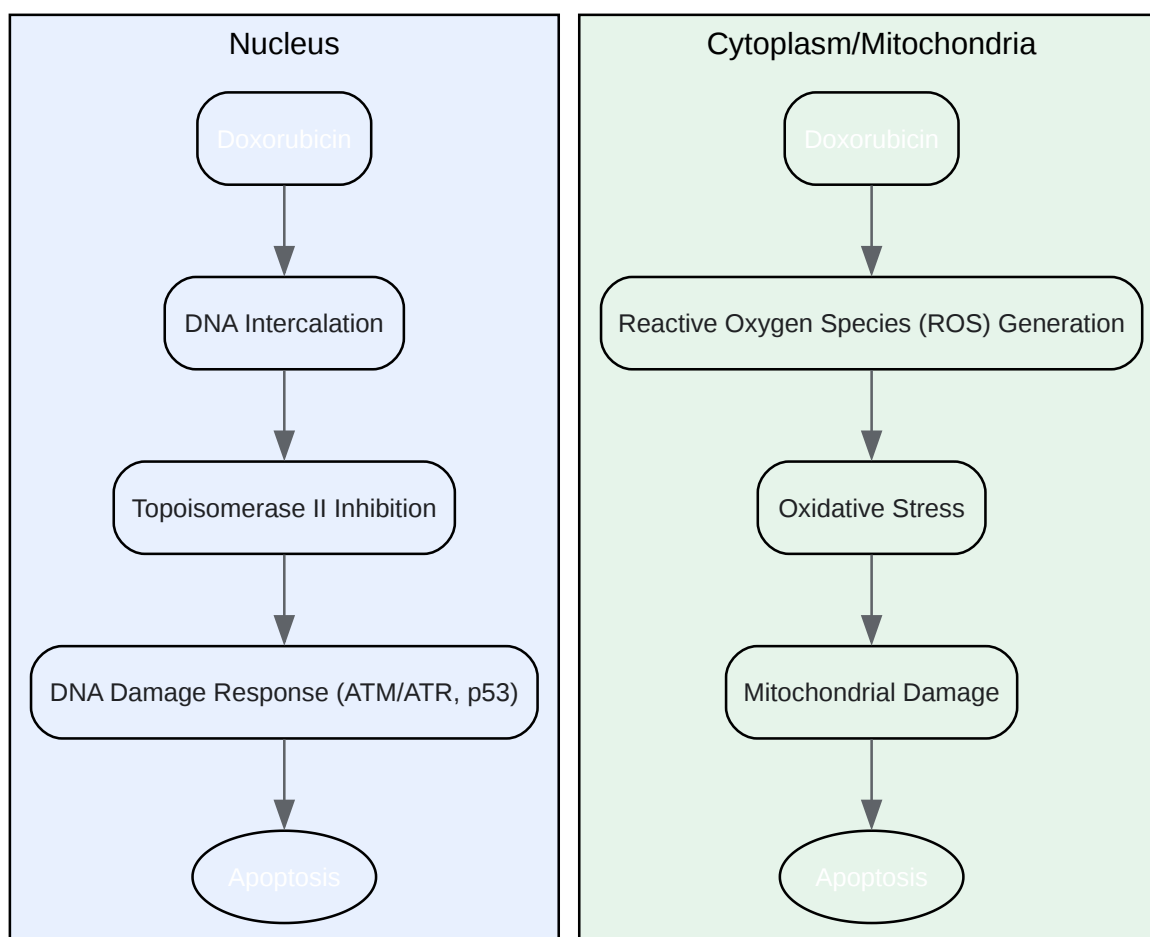 Nucleus
Doxorubicin
DNA Intercalation
Topoisomerase II Inhibition
DNA Damage Response (ATM/ATR, p53)
Apoptosis
Cytoplasm/Mitochondria
Doxorubicin
Reactive Oxygen Species (ROS) Generation
Oxidative Stress
Mitochondrial Damage
Apoptosis